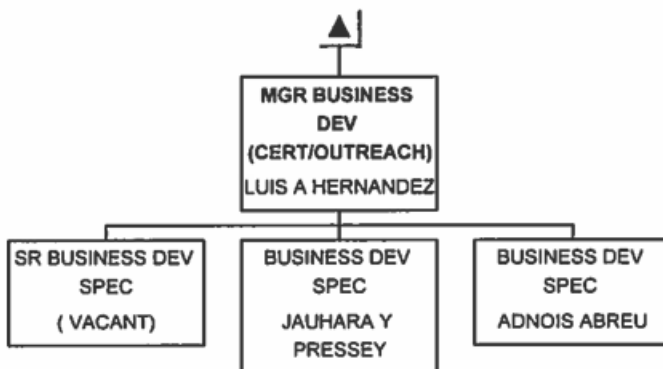 MGR BUSINESS
DEV
(CERT/OUTREACH)
LUIS A HERNANDEZ
SR BUSINESS DEV
SPEC
( VACANT)
BUSINESS DEV
SPEC
JAUHARA Y
PRESSEY
BUSINESS DEV
SPEC
ADNOIS ABREU